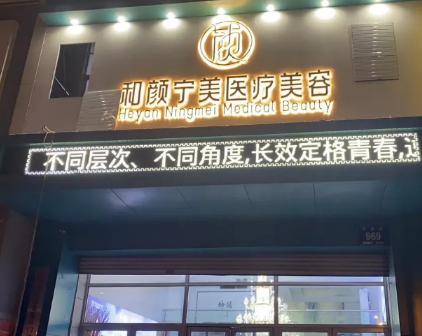 颜
和颜宁美医疗美容
Heyan Ningmei Medical Beauty
不同层次、不同角度,长效定格青春,
969